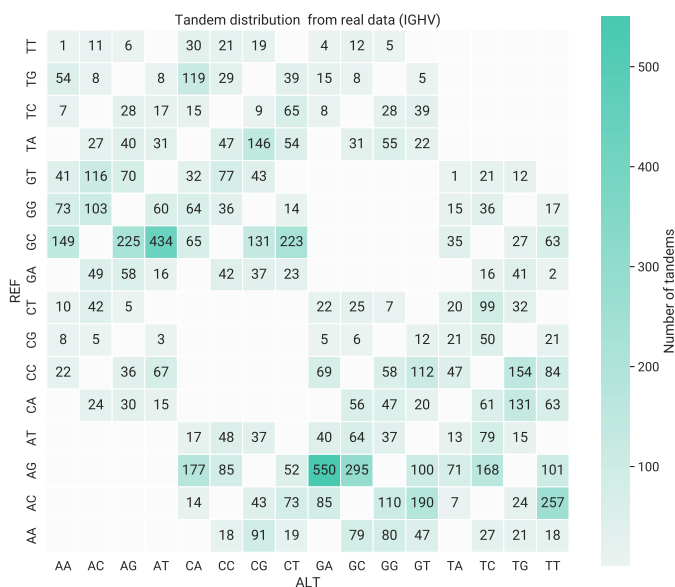 Tandem distribution  from real data (IGHV)
TT 1 11 6 30 21 19 4 12 5
TG 54 8 8 119 29 39 15 8 5
TC 7 28 17 15 9 65 8 28 39
TA 27 40 31 47 146 54 31 55 22
GT 41 116 70 32 77 43 1 21 12
GG 73 103 60 64 36 14 15 36 17
GC 149 225 434 65 131 223 35 27 63
GA 49 58 16 42 37 23 16 41 2
CT 10 42 5 22 25 7 20 99 32
CG 8 5 3 5 6 12 21 50 21
CC 22 36 67 69 58 112 47 154 84
CA 24 30 15 56 47 20 61 131 63
AT 17 48 37 40 64 37 13 79 15
AG 177 85 52 550 295 100 71 168 101
AC 14 43 73 85 110 190 7 24 257
AA 18 91 19 79 80 47 27 21 18
AA AC AG AT CA CC CG CT GA GC GG GT TA TC TG TT
ALT
REF
500
400
300
200
100
Number of tandems